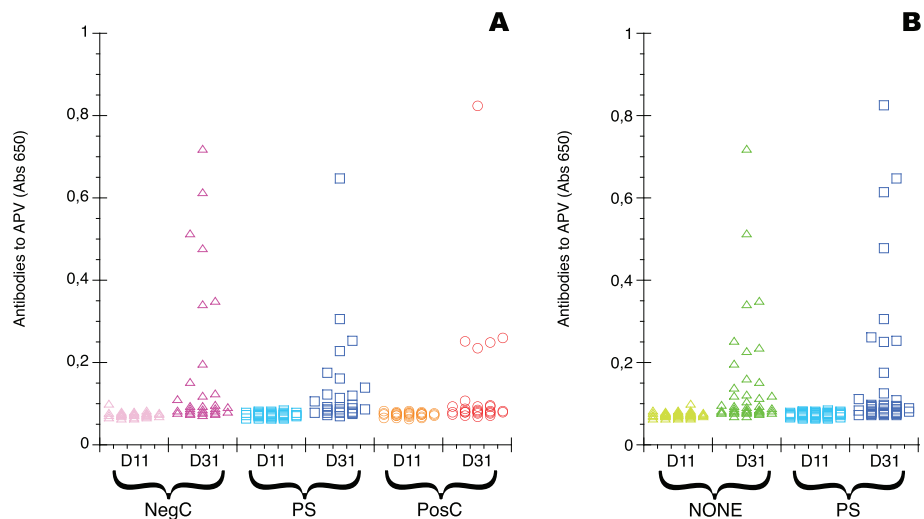 A
B
Antibodies to APV (Abs 650)
1
0,8
0,6
0,4
0,2
0
D11 D31 D11 D31 D11 D31
NegC PS PosC
Antibodies to APV (Abs 650)
1
0,8
0,6
0,4
0,2
0
D11 D31 D11 D31
NONE PS